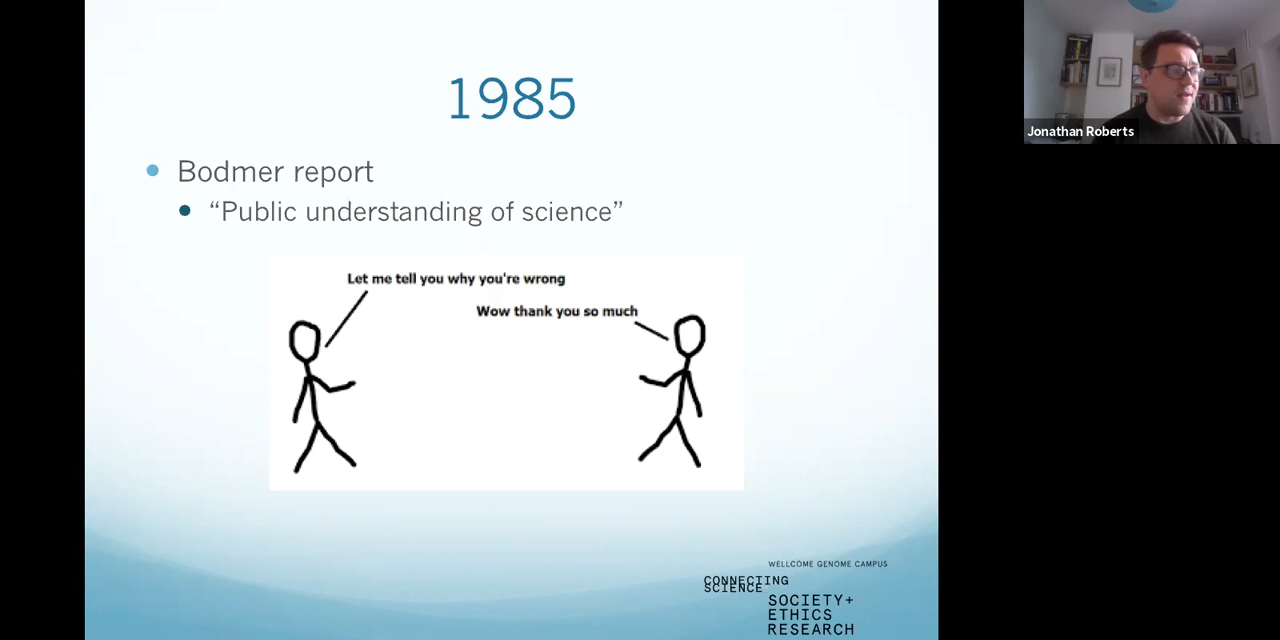 1985
Bodmer report
“Public understanding of science”
Let me tell you why you're wrong
Wow thank you so much
WELLCOME GENOME CAMPUS
CONNECTING
SCIENCE
SOCIETY+
ETHICS
RESEARCH
Jonathan Roberts